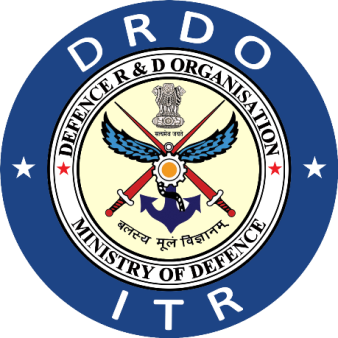 DRDO
DEFENCE R & D ORGANISATION
सत्यमेव जयते
बलस्य मूलं विज्ञानम्
MINISTRY OF DEFENCE
ITR